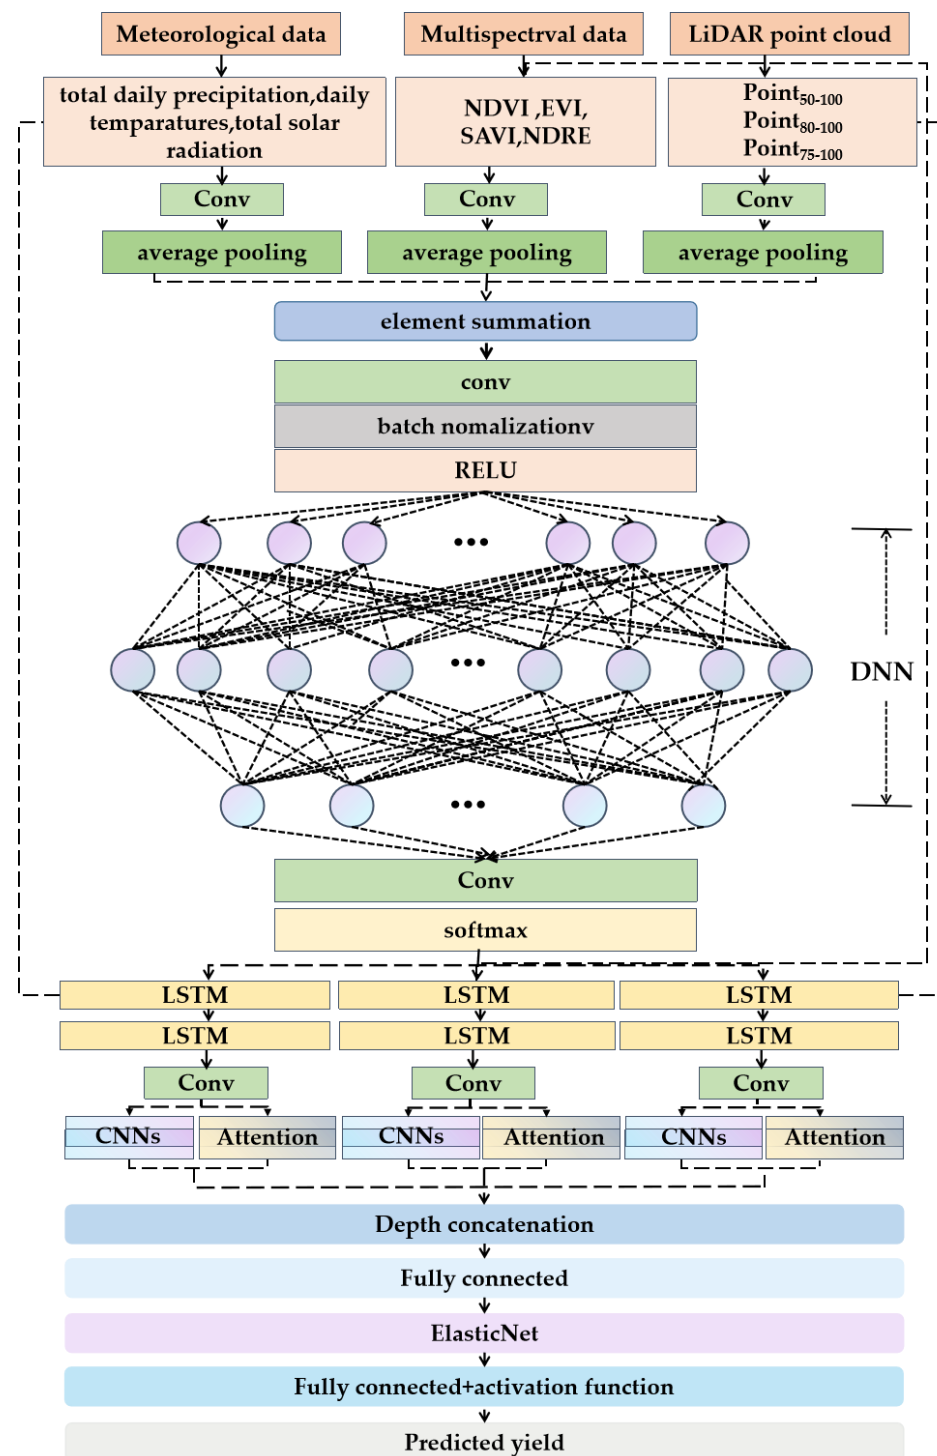 Meteorological data
Multispectrval data
LiDAR point cloud
total daily precipitation,daily
temparatures,total solar
radiation
NDVI ,EVI,
SAVI,NDRE
Point50-100
Point80-100
Point75-100
Conv
Conv
Conv
average pooling
average pooling
average pooling
element summation
conv
batch nomalizationv
RELU
•••
•••
DNN
•••
Conv
softmax
LSTM
LSTM
LSTM
LSTM
LSTM
LSTM
Conv
Conv
Conv
CNNs
Attention
CNNs
Attention
CNNs
Attention
Depth concatenation
Fully connected
ElasticNet
Fully connected+activation function
Predicted yield